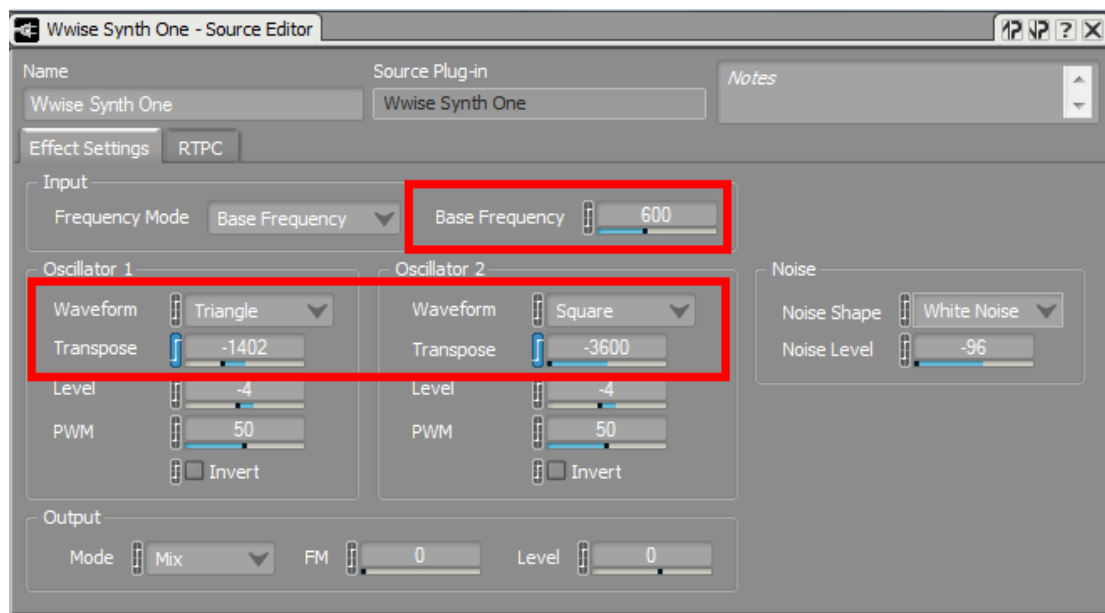 Wwise Synth One - Source Editor
Name Source Plug-in Notes
Wwise Synth One Wwise Synth One
Effect Settings RTPC
Input
Frequency Mode Base Frequency Base Frequency 600
Oscillator 1 Oscillator 2 Noise
Waveform Triangle Waveform Square Noise Shape White Noise
Transpose -1402 Transpose -3600 Noise Level -96
Level -4 Level -4
PWM 50 PWM 50
Invert Invert
Output
Mode Mix FM 0 Level 0